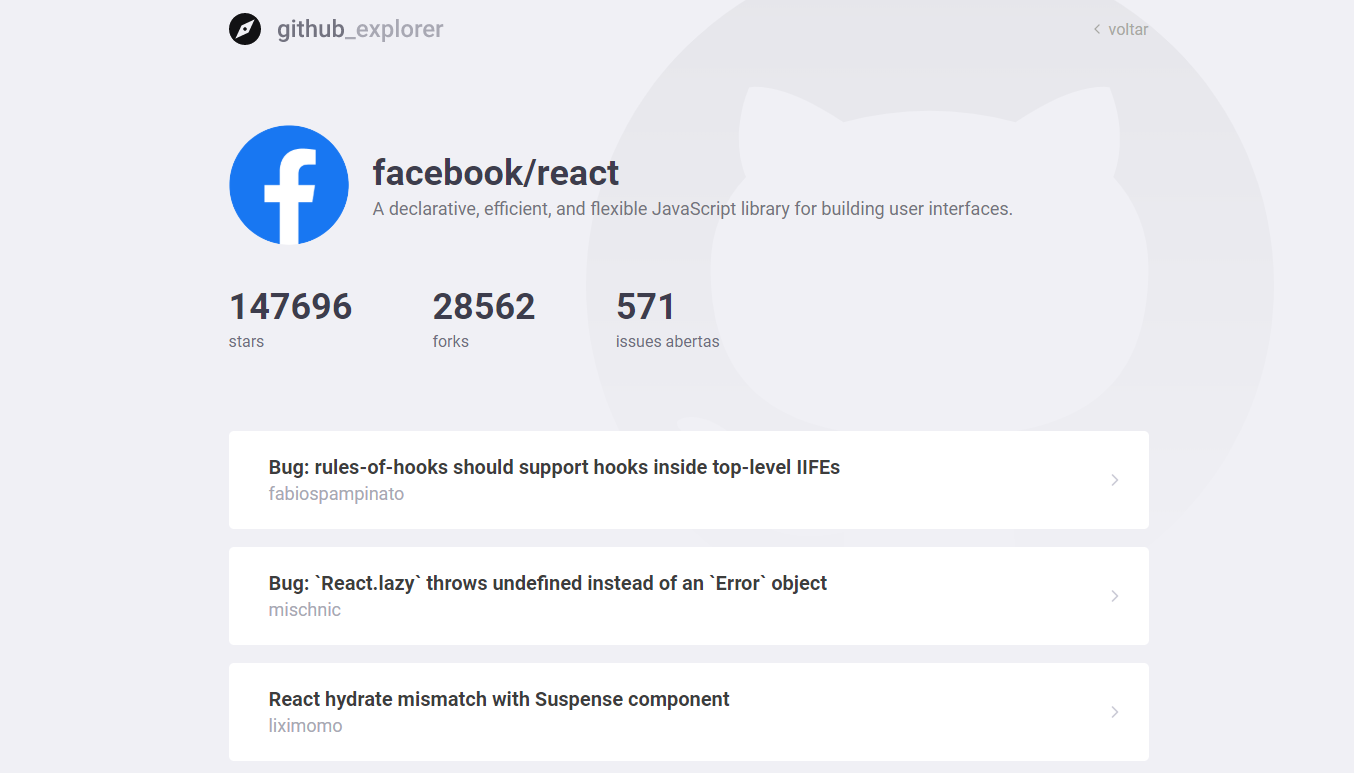 github_explorer
voltar
facebook/react
A declarative, efficient, and flexible JavaScript library for building user interfaces.
147696 28562 571
stars forks issues abertas
Bug: rules-of-hooks should support hooks inside top-level IIFEs
fabiospampinato
Bug: `React.lazy` throws undefined instead of an `Error` object
mischnic
React hydrate mismatch with Suspense component
liximomo